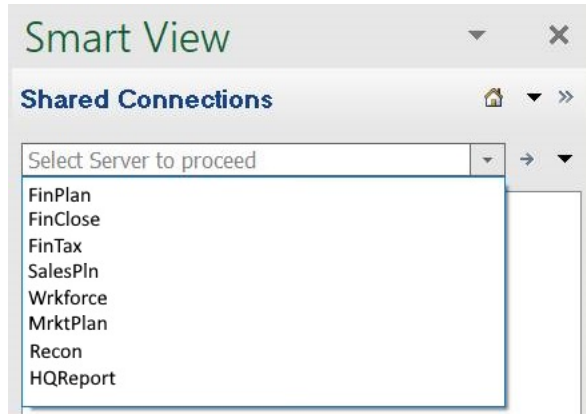 Smart View
Shared Connections
Select Server to proceed
FinPlan
FinClose
FinTax
SalesPln
Wrkforce
MrktPlan
Recon
HQReport